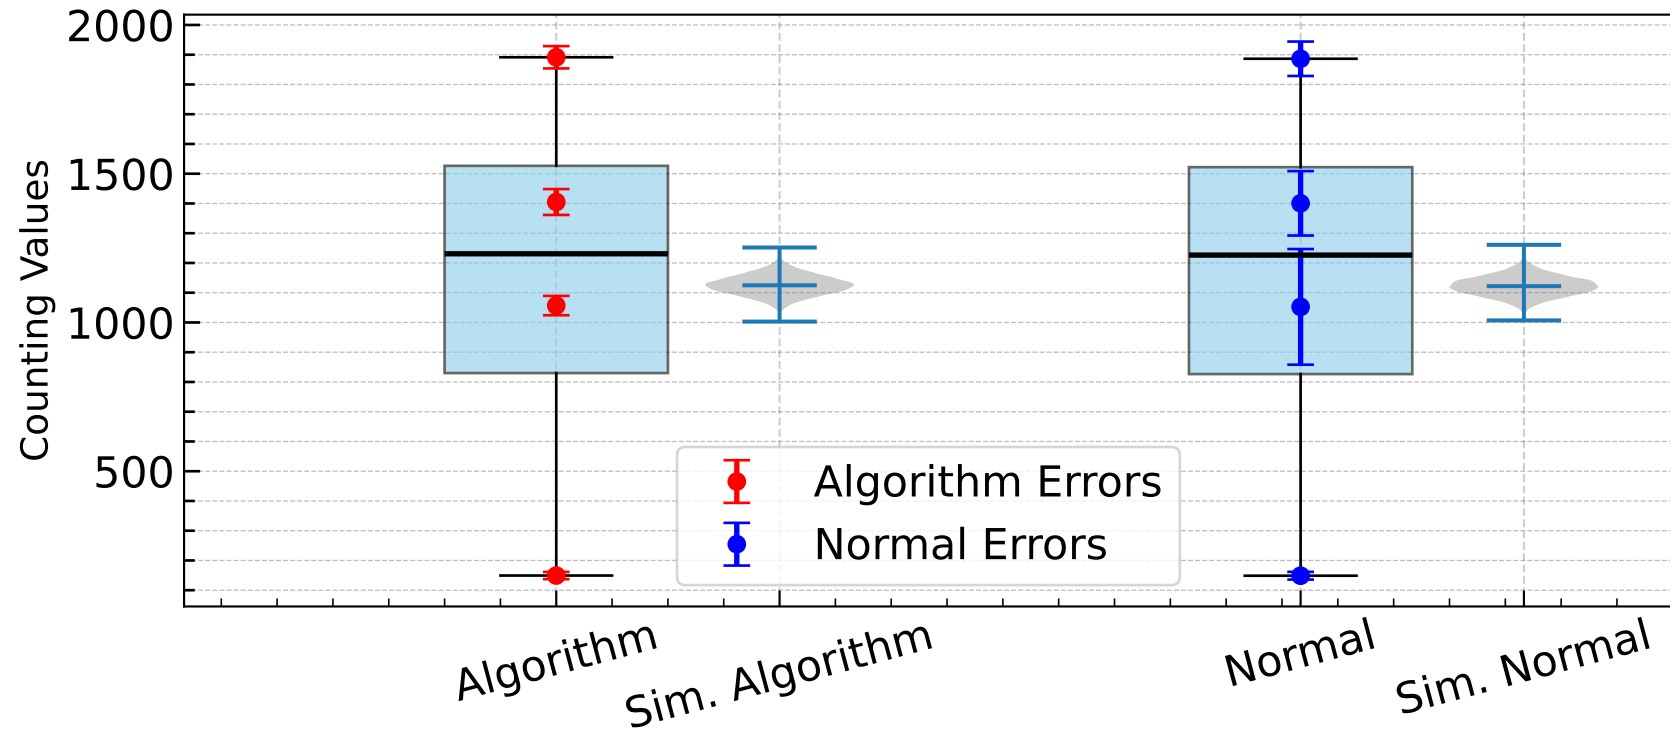 2000
1500
1000
500
Counting Values
Algorithm Errors
Normal Errors
Algorithm
Sim. Algorithm
Normal
Sim. Normal